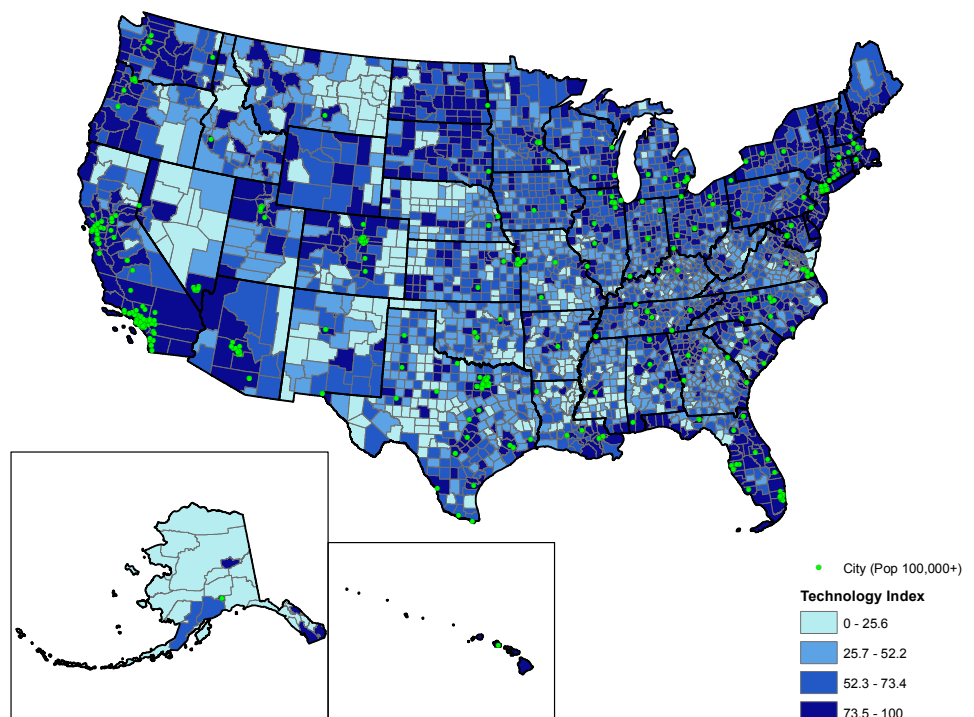 City (Pop 100,000+)
Technology Index
0 - 25.6
25.7 - 52.2
52.3 - 73.4
73.5 - 100